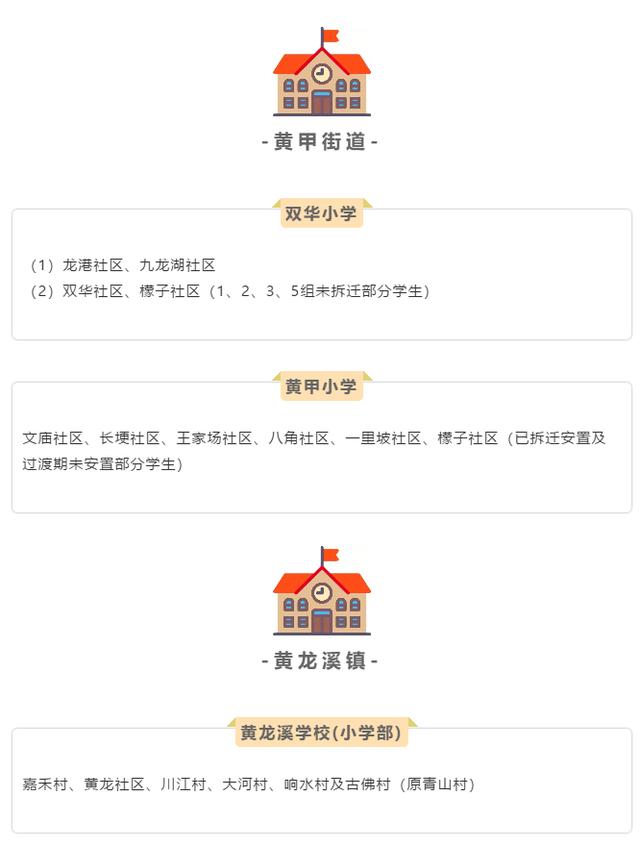 -黄甲街道-
双华小学
（1）龙港社区、九龙湖社区
（2）双华社区、檬子社区（1、2、3、5组未拆迁部分学生）
黄甲小学
文庙社区、长埂社区、王家场社区、八角社区、一里坡社区、檬子社区（已拆迁安置及
过渡期未安置部分学生）
-黄龙溪镇-
黄龙溪学校(小学部)
嘉禾村、黄龙社区、川江村、大河村、响水村及古佛村（原青山村）